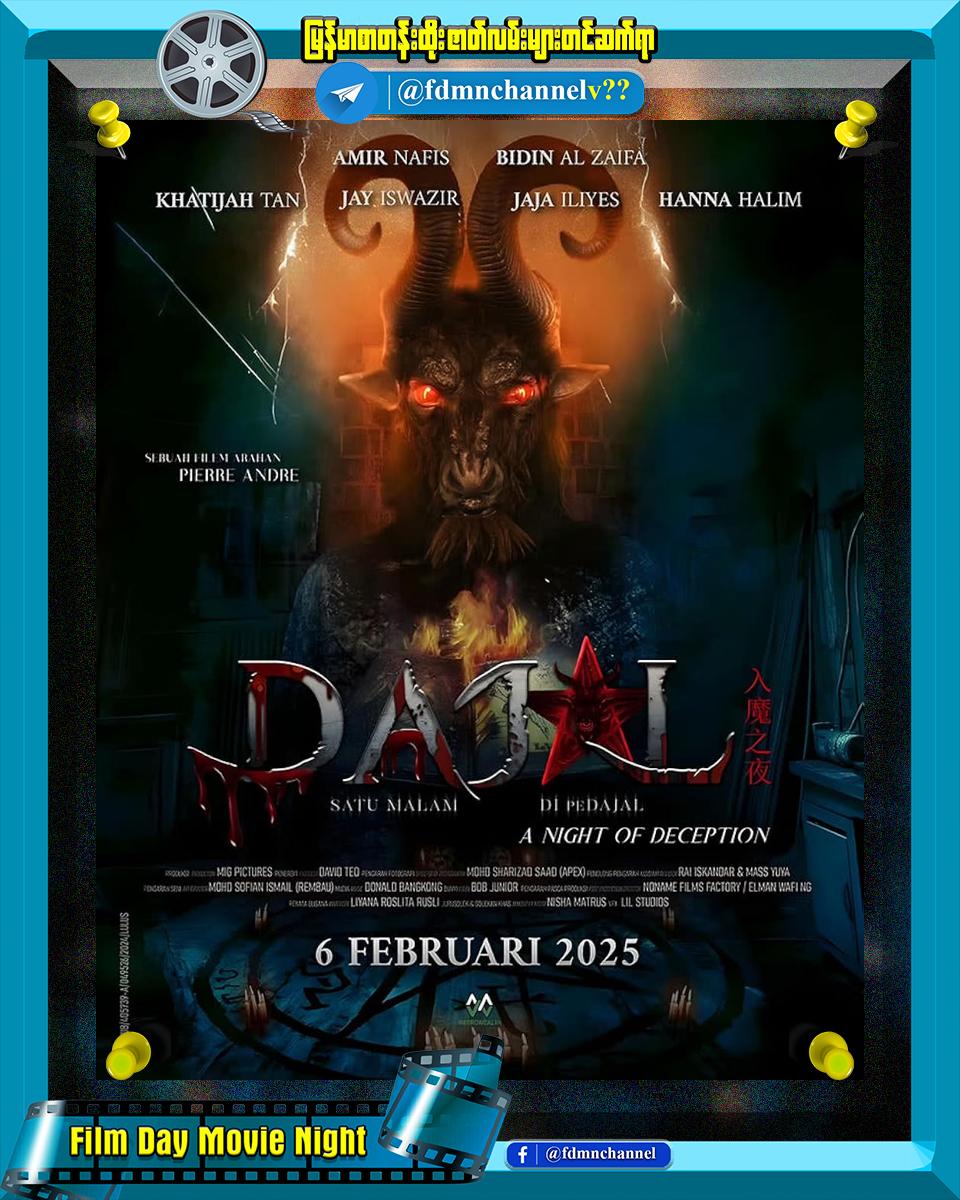 မြန်မာစာတန်းထိုးဇာတ်လမ်းများတင်ဆက်ရာ
@fdmnchannelv??
AMIR NAFIS BIDIN AL ZAIFA
KHATIJAH TAN JAY ISWAZIR JAJA ILIYES HANNA HALIM
SEBUAH FILEM ARAHAN
PIERRE ANDRE
DAJAL
入魔之夜
SATU MALAM DI PEDAJAL
A NIGHT OF DECEPTION
MIG PICTURES DAVID TEO MOHD SHARIZAD SAAD (APEX) RAI ISKANDAR & MASS YUYA
MOHD SOFIAN ISMAIL (REMBAU) DONALD BANGKONG BOB JUNIOR NONAME FILMS FACTORY / ELMAN WAFI NG
LIYANA ROSLITA RUSLI NISHA MATRUS LIL STUDIOS
6 FEBRUARI 2025
Film Day Movie Night
@fdmnchannel